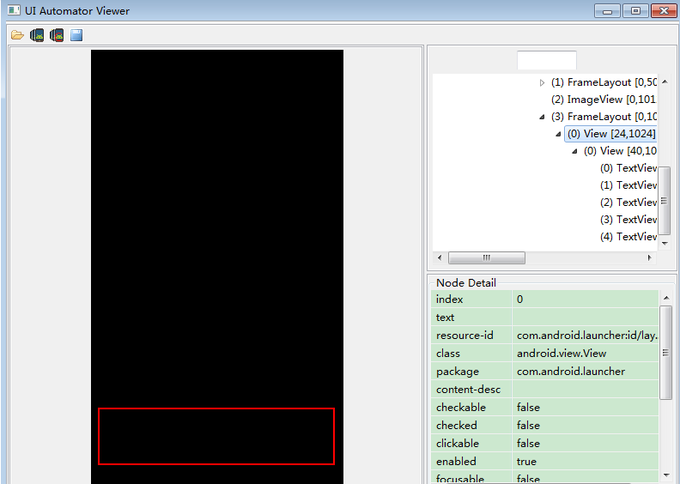 UI Automator Viewer
(1) FrameLayout [0,50
(2) ImageView [0,101
(3) FrameLayout [0,10
(0) View [24,1024]
(0) View [40,10
(0) TextView
(1) TextView
(2) TextView
(3) TextView
(4) TextView
Node Detail
index 0
text
resource-id com.android.launcher:id/lay.
class android.view.View
package com.android.launcher
content-desc
checkable false
checked false
clickable false
enabled true
focusable false